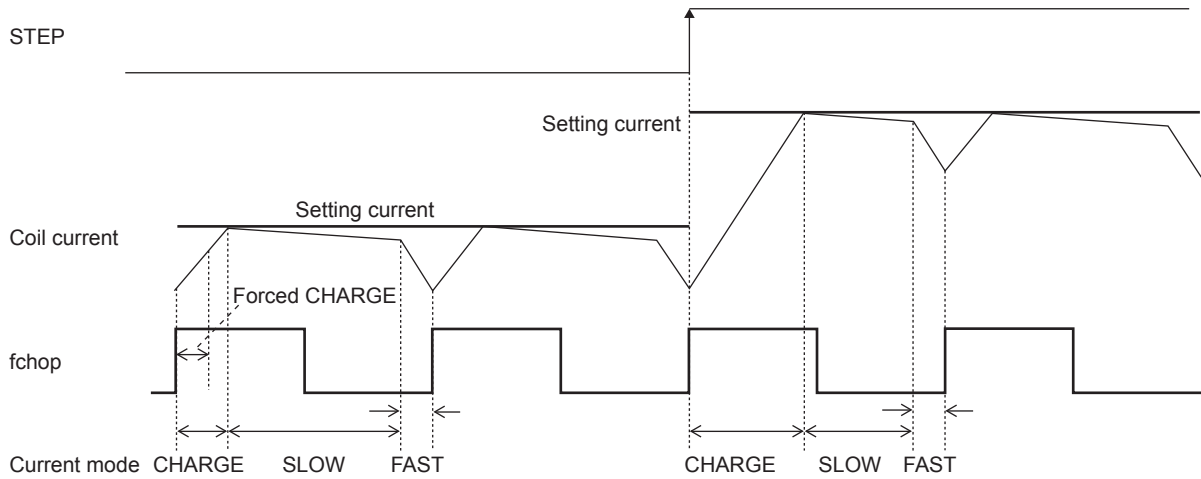 STEP
Setting current
Setting current
Coil current
Forced CHARGE
fchop
Current mode CHARGE SLOW FAST CHARGE SLOW FAST